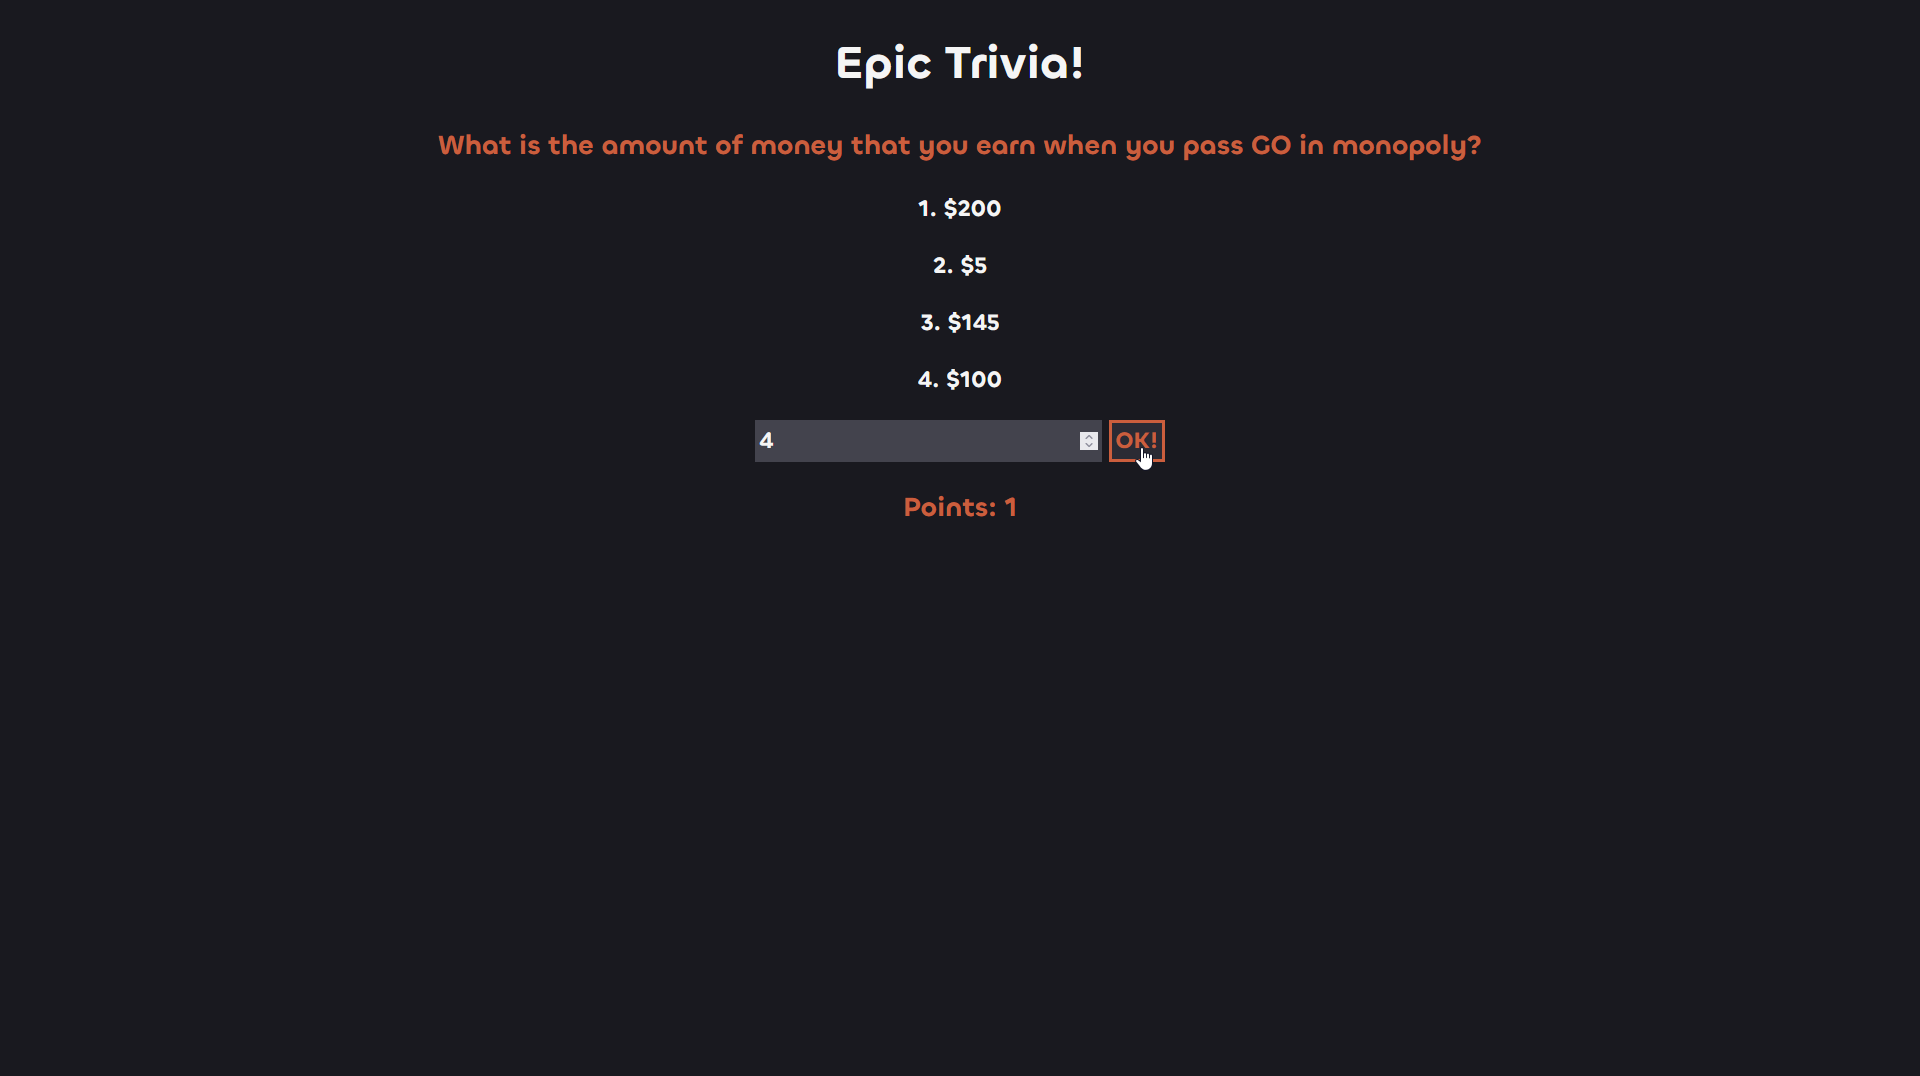 Epic Trivia!
What is the amount of money that you earn when you pass GO in monopoly?
1. $200
2. $5
3. $145
4. $100
4
OK!
Points: 1